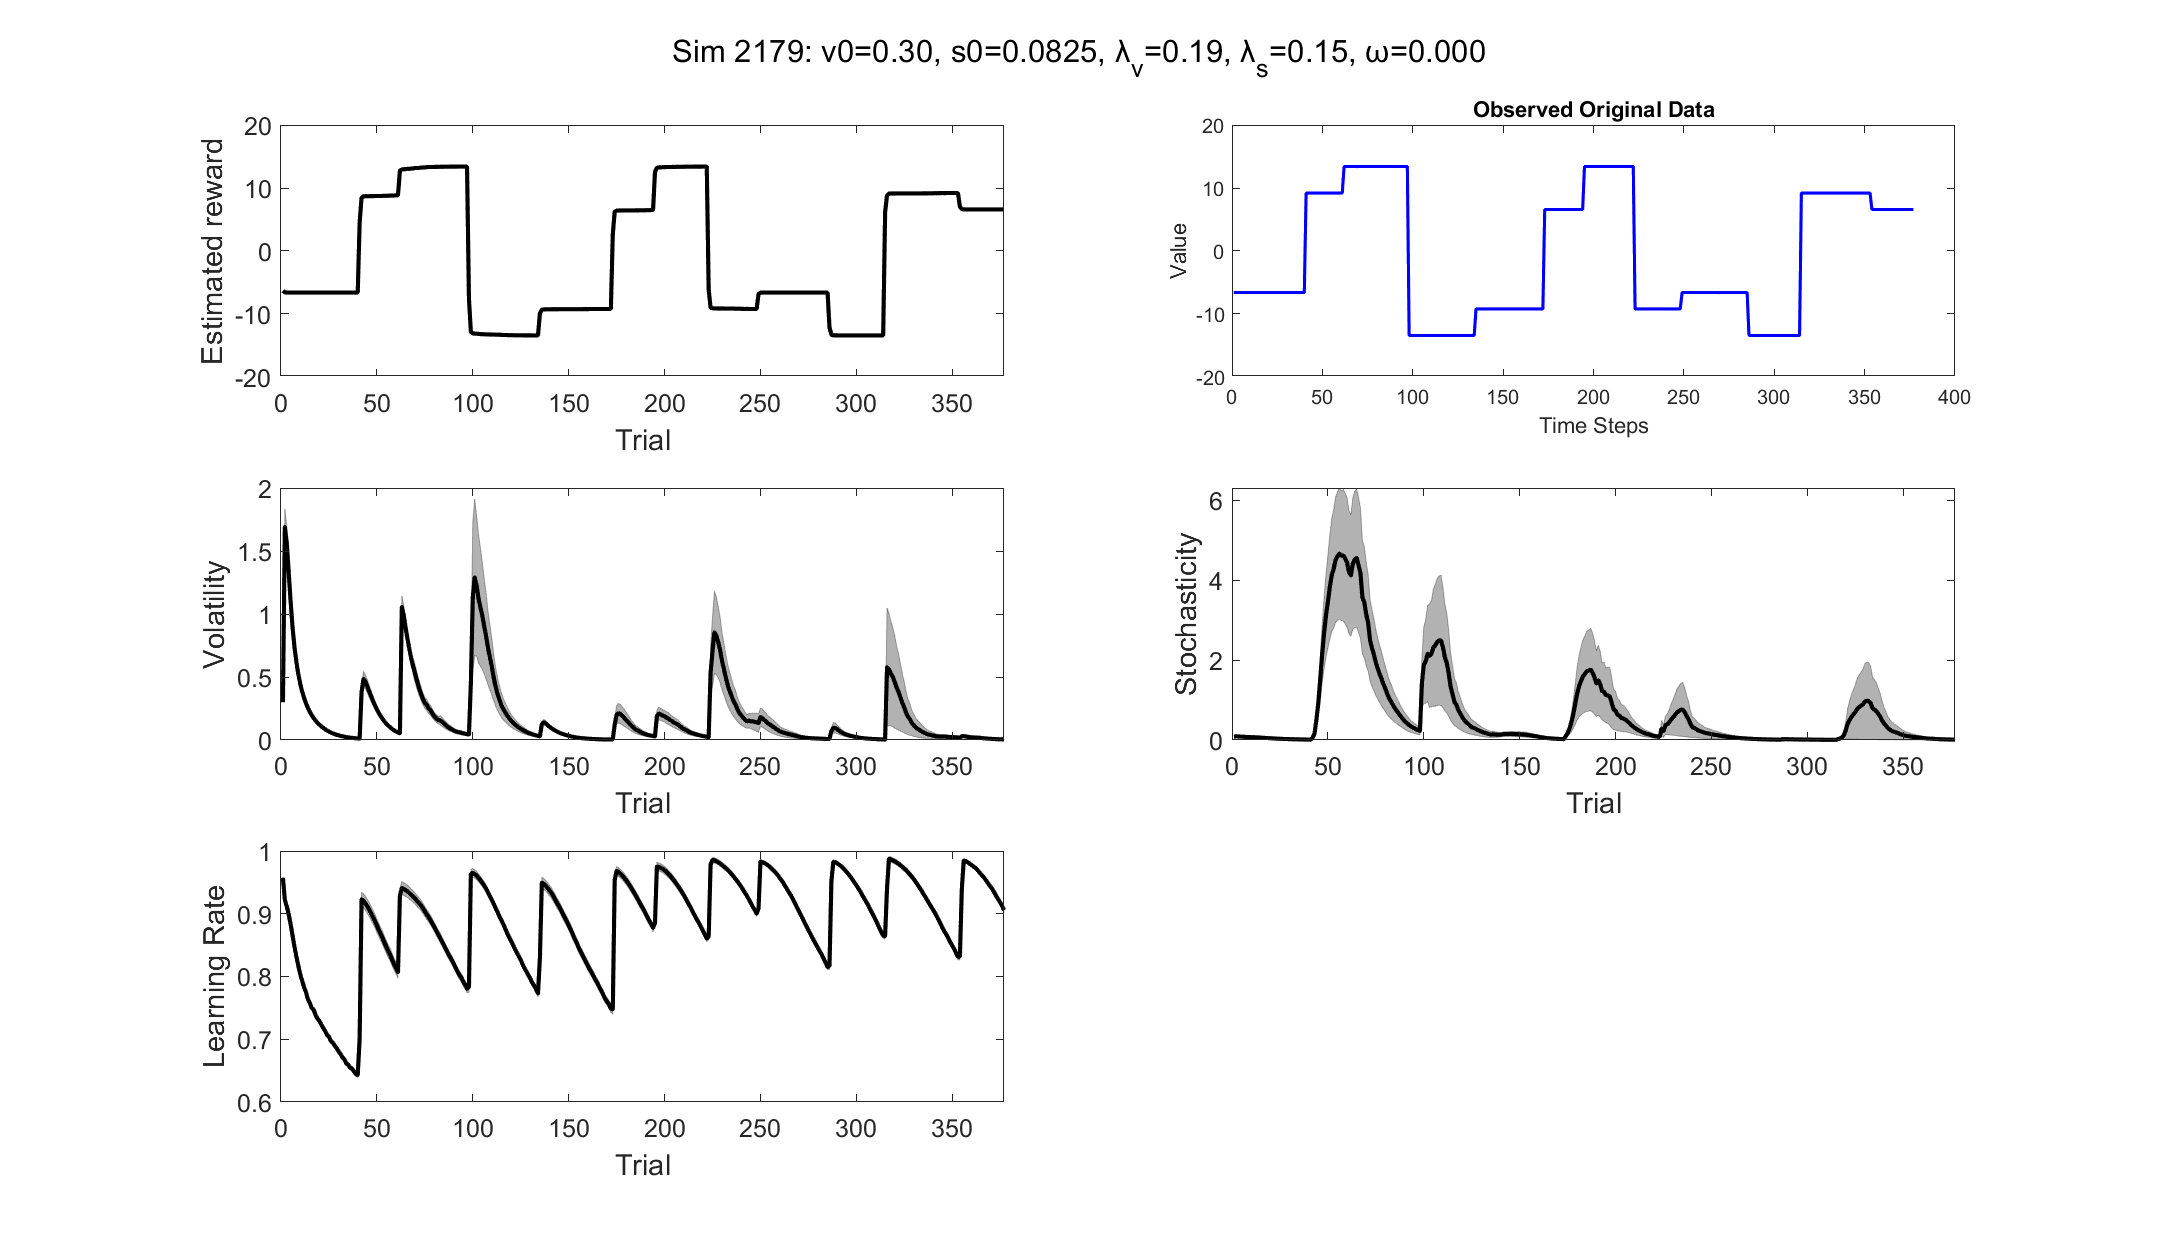 Sim 2179: v0=0.30, s0=0.0825, λ_v=0.19, λ_s=0.15, ω=0.000
Estimated reward
20
10
0
-10
-20
0 50 100 150 200 250 300 350
Trial
Observed Original Data
Value
20
10
0
-10
-20
0 50 100 150 200 250 300 350 400
Time Steps
Volatility
2
1.5
1
0.5
0
0 50 100 150 200 250 300 350
Trial
Stochasticity
6
4
2
0
0 50 100 150 200 250 300 350
Trial
Learning Rate
1
0.9
0.8
0.7
0.6
0 50 100 150 200 250 300 350
Trial